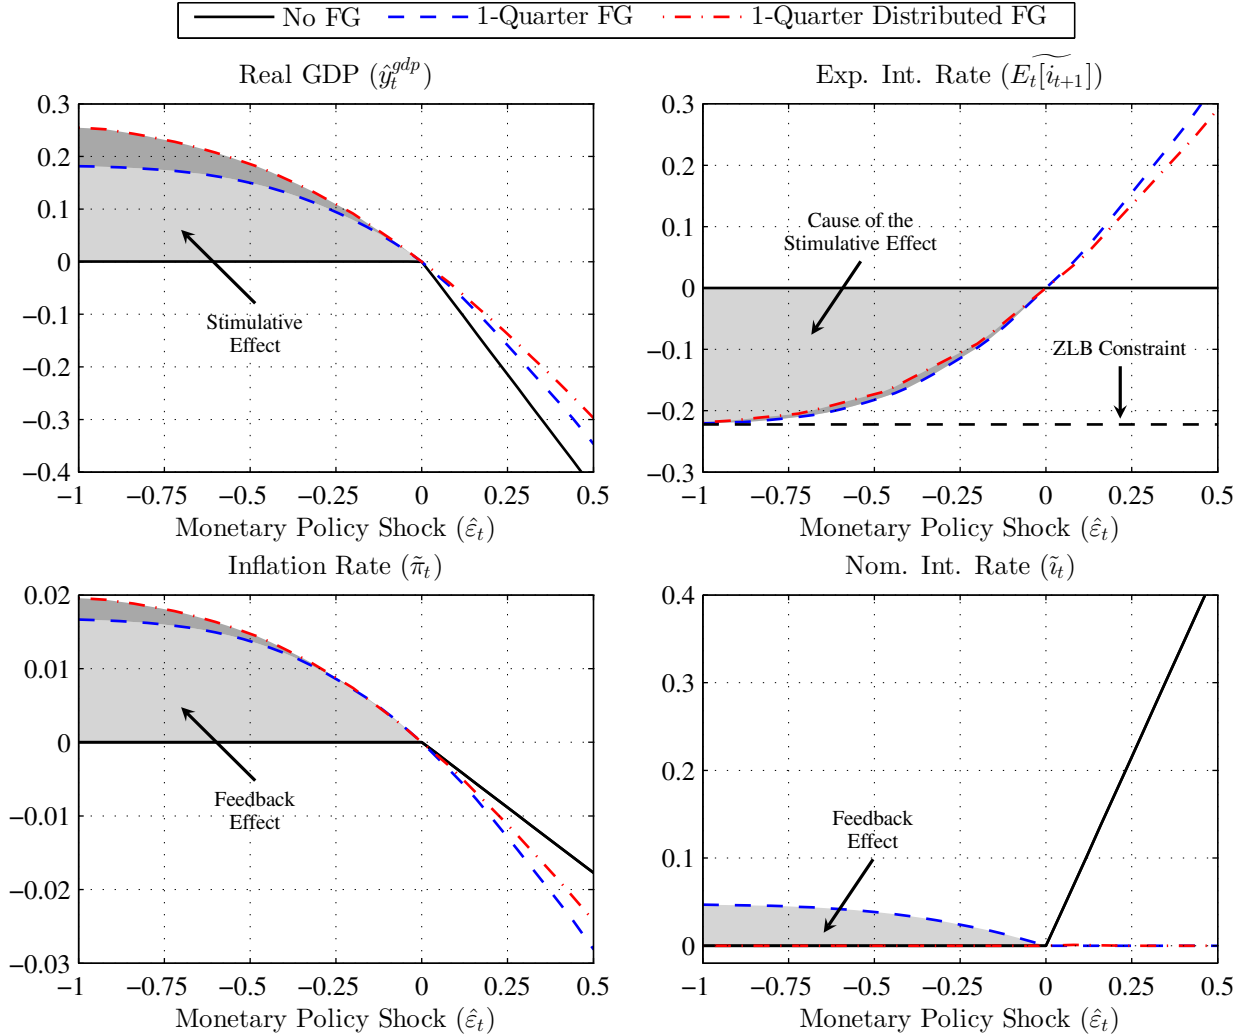 No FG 1-Quarter FG 1-Quarter Distributed FG
Real GDP (ŷ_t^{gdp})
0.3
0.2
0.1
0
−0.1
−0.2
−0.3
−0.4
Stimulative
Effect
−1 −0.75 −0.5 −0.25 0 0.25 0.5
Monetary Policy Shock (ε̂_t)
Exp. Int. Rate (\widetilde{E_t[i_{t+1}]})
0.3
0.2
0.1
0
−0.1
−0.2
−0.3
Cause of the
Stimulative Effect
ZLB Constraint
−1 −0.75 −0.5 −0.25 0 0.25 0.5
Monetary Policy Shock (ε̂_t)
Inflation Rate (π̃_t)
0.02
0.01
0
−0.01
−0.02
−0.03
Feedback
Effect
−1 −0.75 −0.5 −0.25 0 0.25 0.5
Monetary Policy Shock (ε̂_t)
Nom. Int. Rate (ĩ_t)
0.4
0.3
0.2
0.1
0
Feedback
Effect
−1 −0.75 −0.5 −0.25 0 0.25 0.5
Monetary Policy Shock (ε̂_t)